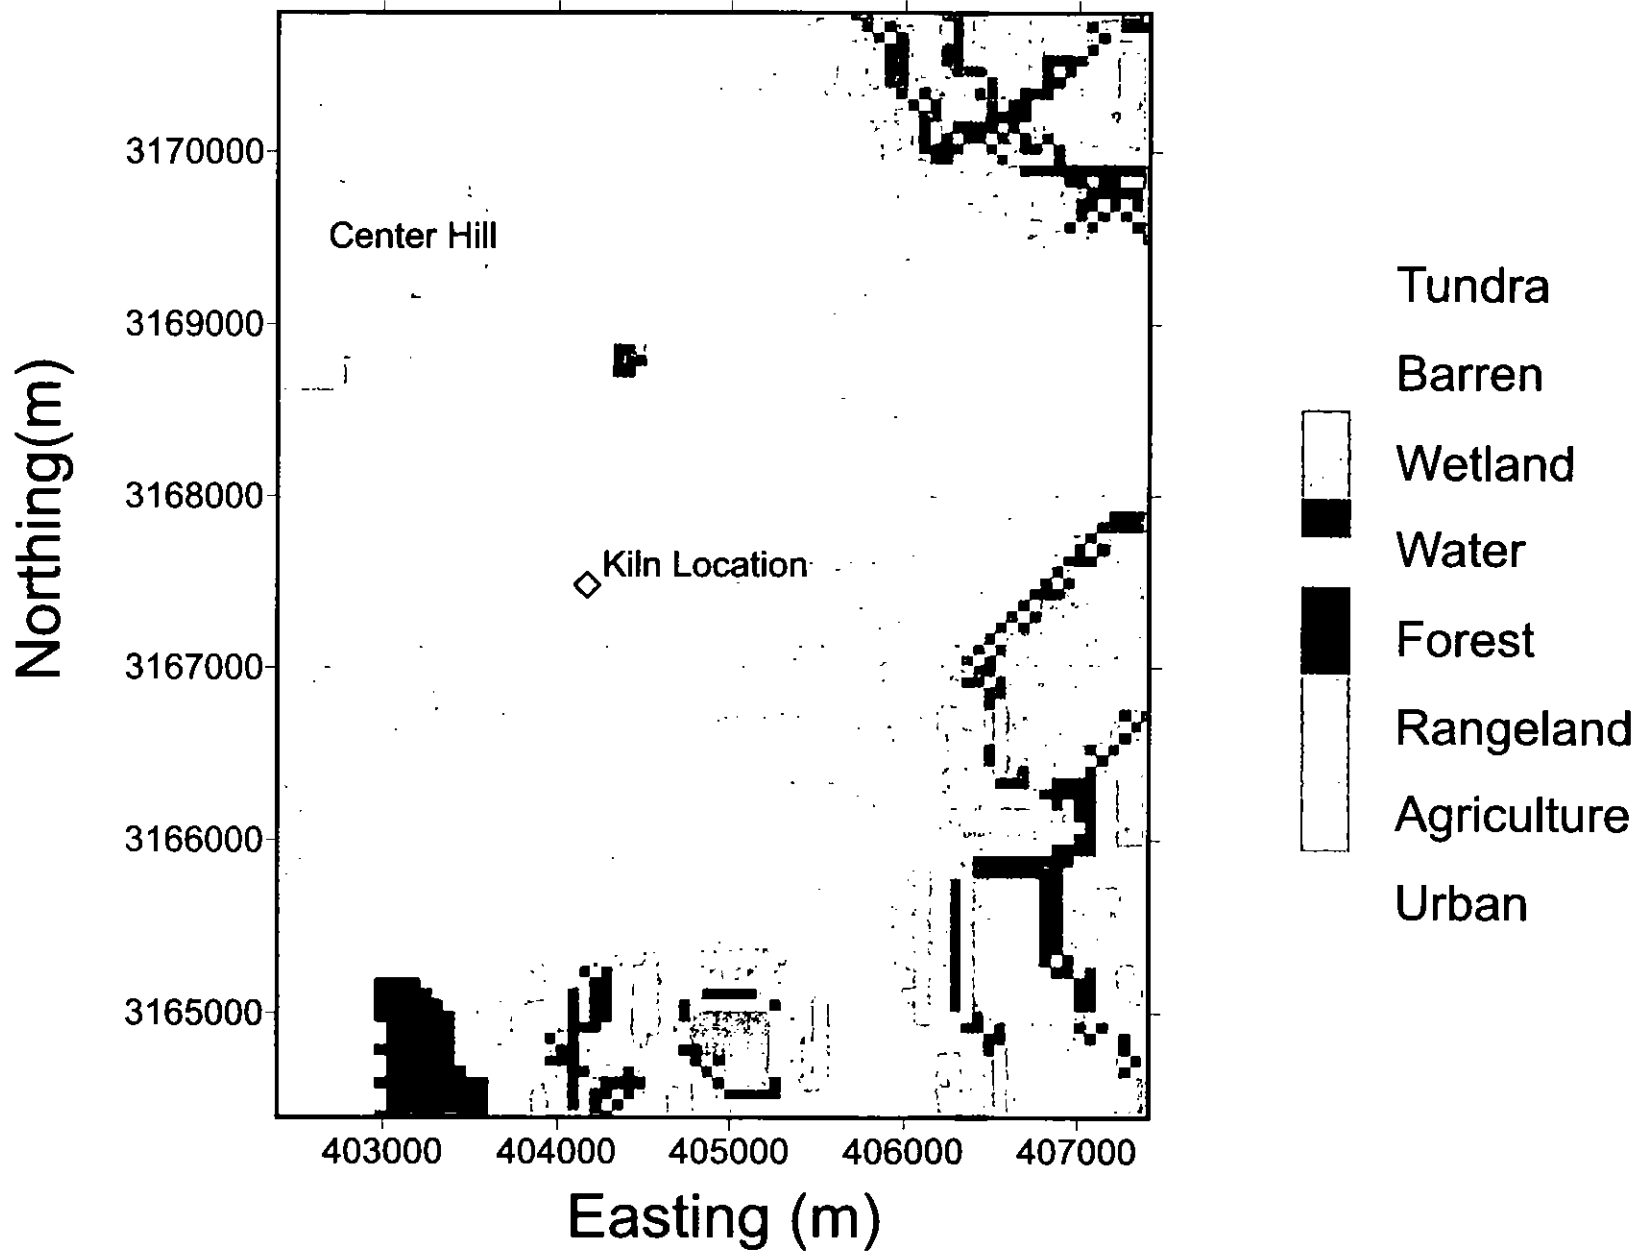 3170000
Center Hill
3169000
3168000
Kiln Location
3167000
3166000
3165000
Northing(m)
403000 404000 405000 406000 407000
Easting (m)
Tundra
Barren
Wetland
Water
Forest
Rangeland
Agriculture
Urban